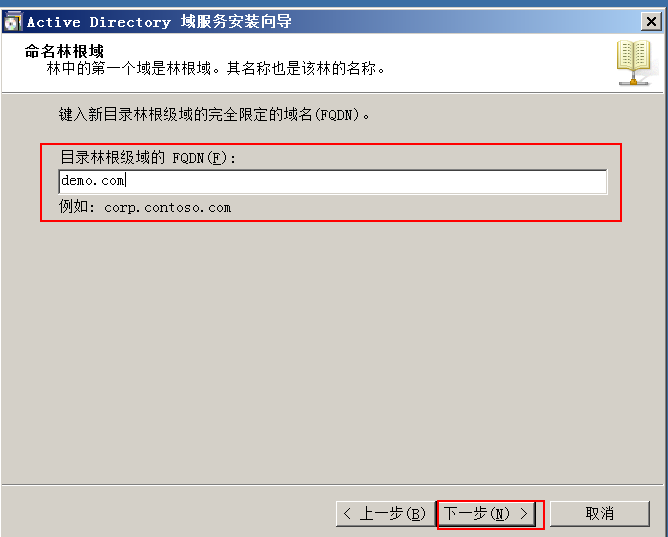 Active Directory 域服务安装向导
命名林根域
林中的第一个域是林根域。其名称也是该林的名称。
键入新目录林根级域的完全限定的域名(FQDN)。
目录林根级域的 FQDN(F):
demo.com
例如: corp.contoso.com
< 上一步(B) 下一步(N) > 取消